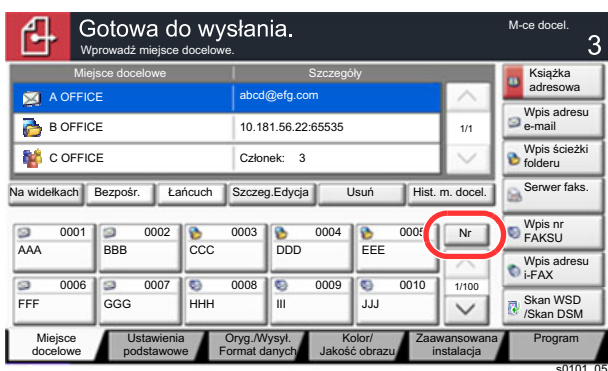 Gotowa do wysłania.
Wprowadź miejsce docelowe.
M-ce docel.
3
Miejsce docelowe Szczegóły
A OFFICE abcd@efg.com
B OFFICE 10.181.56.22:65535
C OFFICE Członek: 3
1/1
Na widełkach Bezpośr. Łańcuch Szczeg.Edycja Usuń Hist. m. docel.
0001 0002 0003 0004 0005
AAA BBB CCC DDD EEE
Nr
0006 0007 0008 0009 0010
FFF GGG HHH III JJJ
1/100
Książka
adresowa
Wpis adresu
e-mail
Wpis ścieżki
folderu
Serwer faks.
Wpis nr
FAKSU
Wpis adresu
i-FAX
Skan WSD
/Skan DSM
Miejsce
docelowe
Ustawienia
podstawowe
Oryg./Wysył.
Format danych
Kolor/
Jakość obrazu
Zaawansowana
instalacja
Program
s0101_05